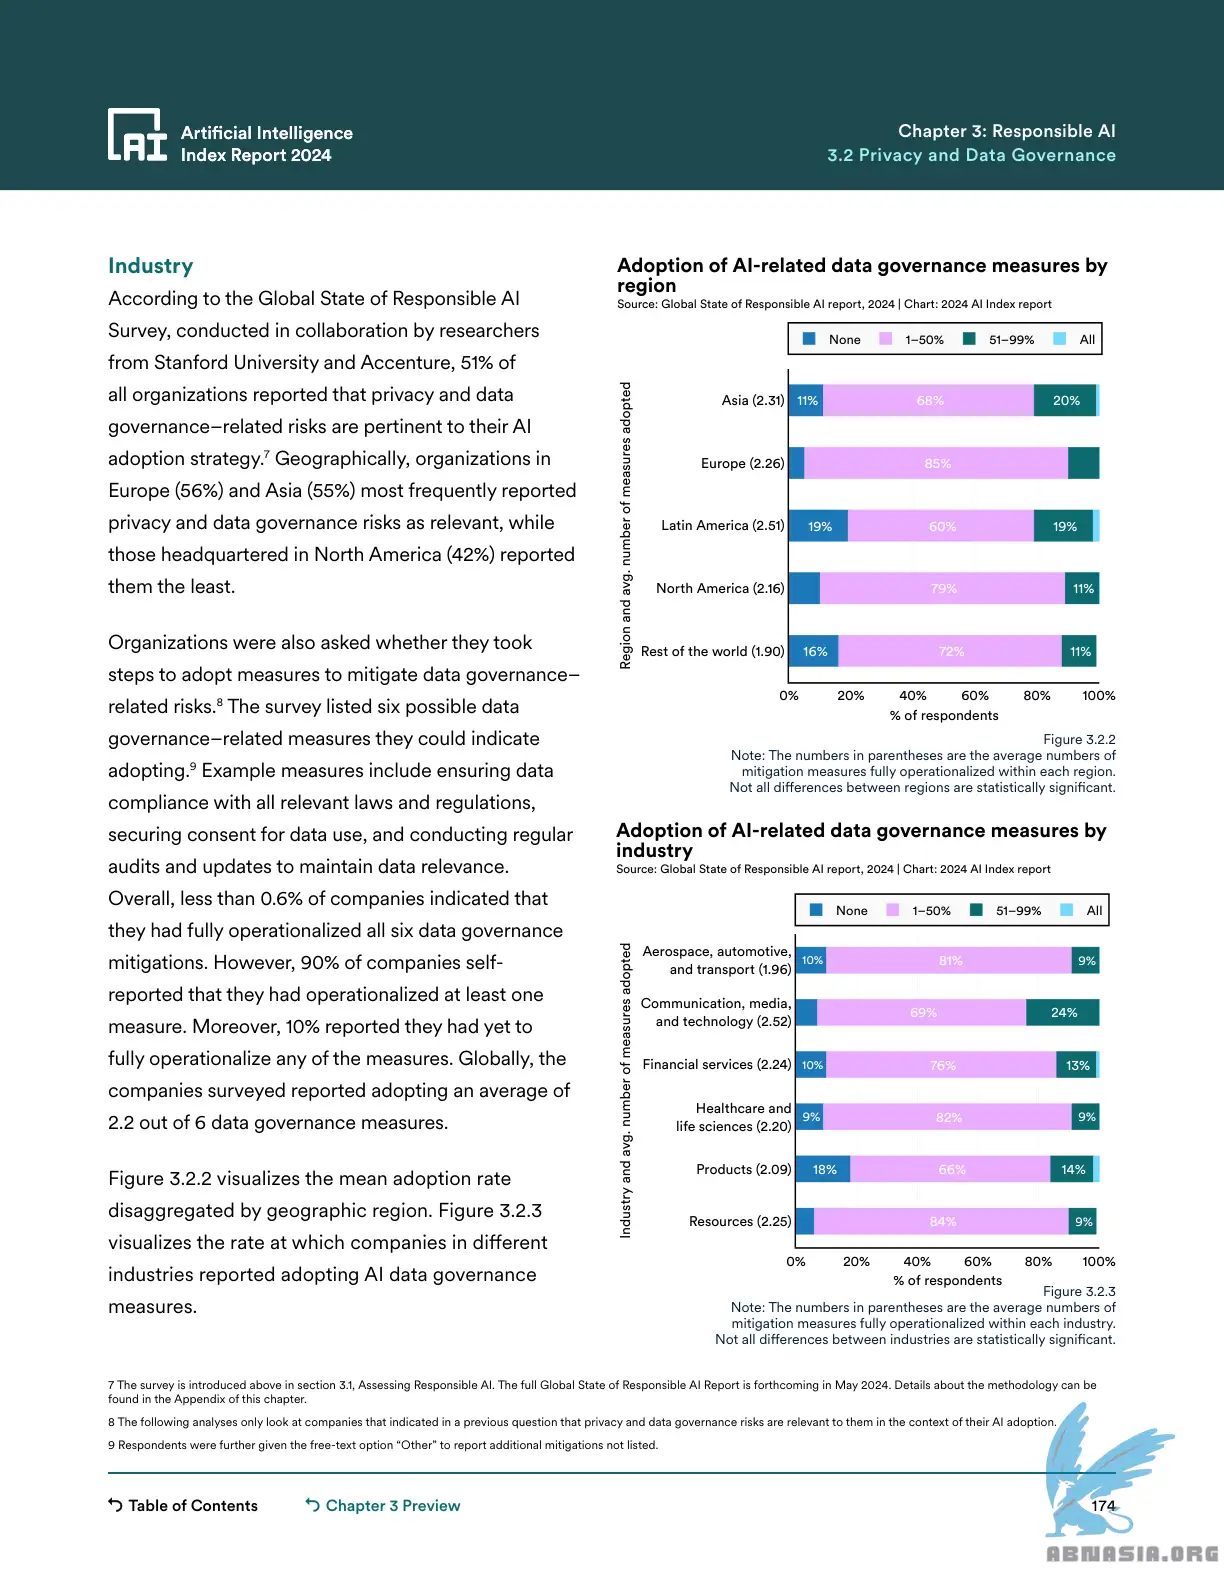 Artificial Intelligence
Index Report 2024
Chapter 3: Responsible AI
3.2 Privacy and Data Governance
Industry
According to the Global State of Responsible AI
Survey, conducted in collaboration by researchers
from Stanford University and Accenture, 51% of
all organizations reported that privacy and data
governance–related risks are pertinent to their AI
adoption strategy.7 Geographically, organizations in
Europe (56%) and Asia (55%) most frequently reported
privacy and data governance risks as relevant, while
those headquartered in North America (42%) reported
them the least.
Organizations were also asked whether they took
steps to adopt measures to mitigate data governance–
related risks.8 The survey listed six possible data
governance–related measures they could indicate
adopting.9 Example measures include ensuring data
compliance with all relevant laws and regulations,
securing consent for data use, and conducting regular
audits and updates to maintain data relevance.
Overall, less than 0.6% of companies indicated that
they had fully operationalized all six data governance
mitigations. However, 90% of companies self-
reported that they had operationalized at least one
measure. Moreover, 10% reported they had yet to
fully operationalize any of the measures. Globally, the
companies surveyed reported adopting an average of
2.2 out of 6 data governance measures.
Figure 3.2.2 visualizes the mean adoption rate
disaggregated by geographic region. Figure 3.2.3
visualizes the rate at which companies in different
industries reported adopting AI data governance
measures.
Adoption of AI-related data governance measures by
region
Source: Global State of Responsible AI report, 2024 | Chart: 2024 AI Index report
None 1–50% 51–99% All
Region and avg. number of measures adopted
Asia (2.31) 11% 68% 20%
Europe (2.26) 85%
Latin America (2.51) 19% 60% 19%
North America (2.16) 79% 11%
Rest of the world (1.90) 16% 72% 11%
0% 20% 40% 60% 80% 100%
% of respondents
Figure 3.2.2
Note: The numbers in parentheses are the average numbers of
mitigation measures fully operationalized within each region.
Not all differences between regions are statistically significant.
Adoption of AI-related data governance measures by
industry
Source: Global State of Responsible AI report, 2024 | Chart: 2024 AI Index report
None 1–50% 51–99% All
Industry and avg. number of measures adopted
Aerospace, automotive,
and transport (1.96) 10% 81% 9%
Communication, media,
and technology (2.52) 69% 24%
Financial services (2.24) 10% 76% 13%
Healthcare and
life sciences (2.20) 9% 82% 9%
Products (2.09) 18% 66% 14%
Resources (2.25) 84% 9%
0% 20% 40% 60% 80% 100%
% of respondents
Figure 3.2.3
Note: The numbers in parentheses are the average numbers of
mitigation measures fully operationalized within each industry.
Not all differences between industries are statistically significant.
7 The survey is introduced above in section 3.1, Assessing Responsible AI. The full Global State of Responsible AI Report is forthcoming in May 2024. Details about the methodology can be
found in the Appendix of this chapter.
8 The following analyses only look at companies that indicated in a previous question that privacy and data governance risks are relevant to them in the context of their AI adoption.
9 Respondents were further given the free-text option “Other” to report additional mitigations not listed.
Table of Contents
Chapter 3 Preview
174
ABNASIA.ORG